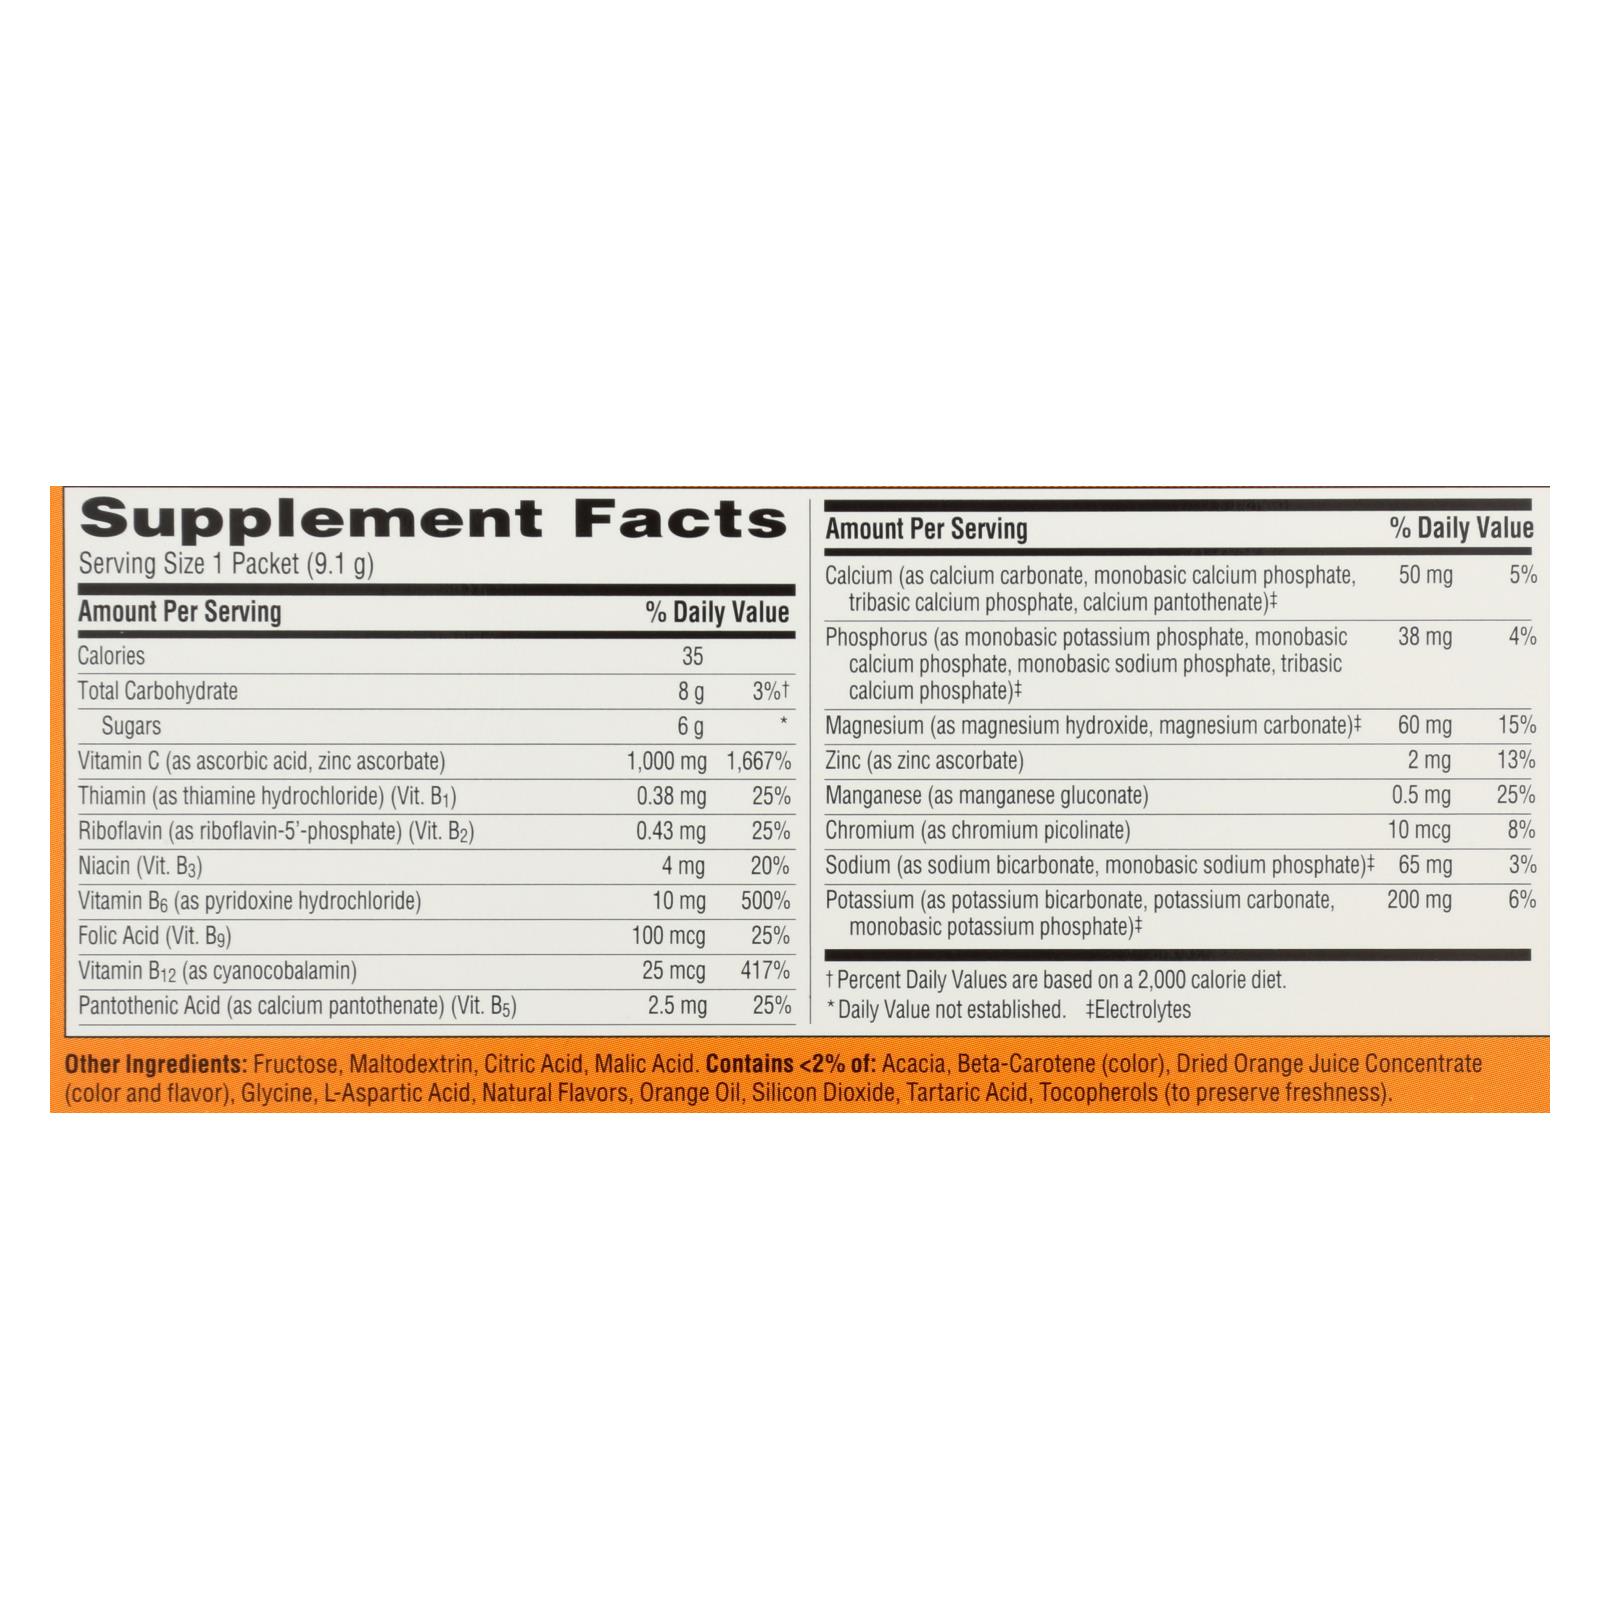 Supplement Facts
Serving Size 1 Packet (9.1 g)
Amount Per Serving % Daily Value
Calories 35
Total Carbohydrate 8 g 3%†
Sugars 6 g *
Vitamin C (as ascorbic acid, zinc ascorbate) 1,000 mg 1,667%
Thiamin (as thiamine hydrochloride) (Vit. B1) 0.38 mg 25%
Riboflavin (as riboflavin-5’-phosphate) (Vit. B2) 0.43 mg 25%
Niacin (Vit. B3) 4 mg 20%
Vitamin B6 (as pyridoxine hydrochloride) 10 mg 500%
Folic Acid (Vit. B9) 100 mcg 25%
Vitamin B12 (as cyanocobalamin) 25 mcg 417%
Pantothenic Acid (as calcium pantothenate) (Vit. B5) 2.5 mg 25%
Amount Per Serving % Daily Value
Calcium (as calcium carbonate, monobasic calcium phosphate, 50 mg 5%
tribasic calcium phosphate, calcium pantothenate)‡
Phosphorus (as monobasic potassium phosphate, monobasic 38 mg 4%
calcium phosphate, monobasic sodium phosphate, tribasic
calcium phosphate)‡
Magnesium (as magnesium hydroxide, magnesium carbonate)‡ 60 mg 15%
Zinc (as zinc ascorbate) 2 mg 13%
Manganese (as manganese gluconate) 0.5 mg 25%
Chromium (as chromium picolinate) 10 mcg 8%
Sodium (as sodium bicarbonate, monobasic sodium phosphate)‡ 65 mg 3%
Potassium (as potassium bicarbonate, potassium carbonate, 200 mg 6%
monobasic potassium phosphate)‡
† Percent Daily Values are based on a 2,000 calorie diet.
* Daily Value not established. ‡Electrolytes
Other Ingredients: Fructose, Maltodextrin, Citric Acid, Malic Acid. Contains <2% of: Acacia, Beta-Carotene (color), Dried Orange Juice Concentrate
(color and flavor), Glycine, L-Aspartic Acid, Natural Flavors, Orange Oil, Silicon Dioxide, Tartaric Acid, Tocopherols (to preserve freshness).